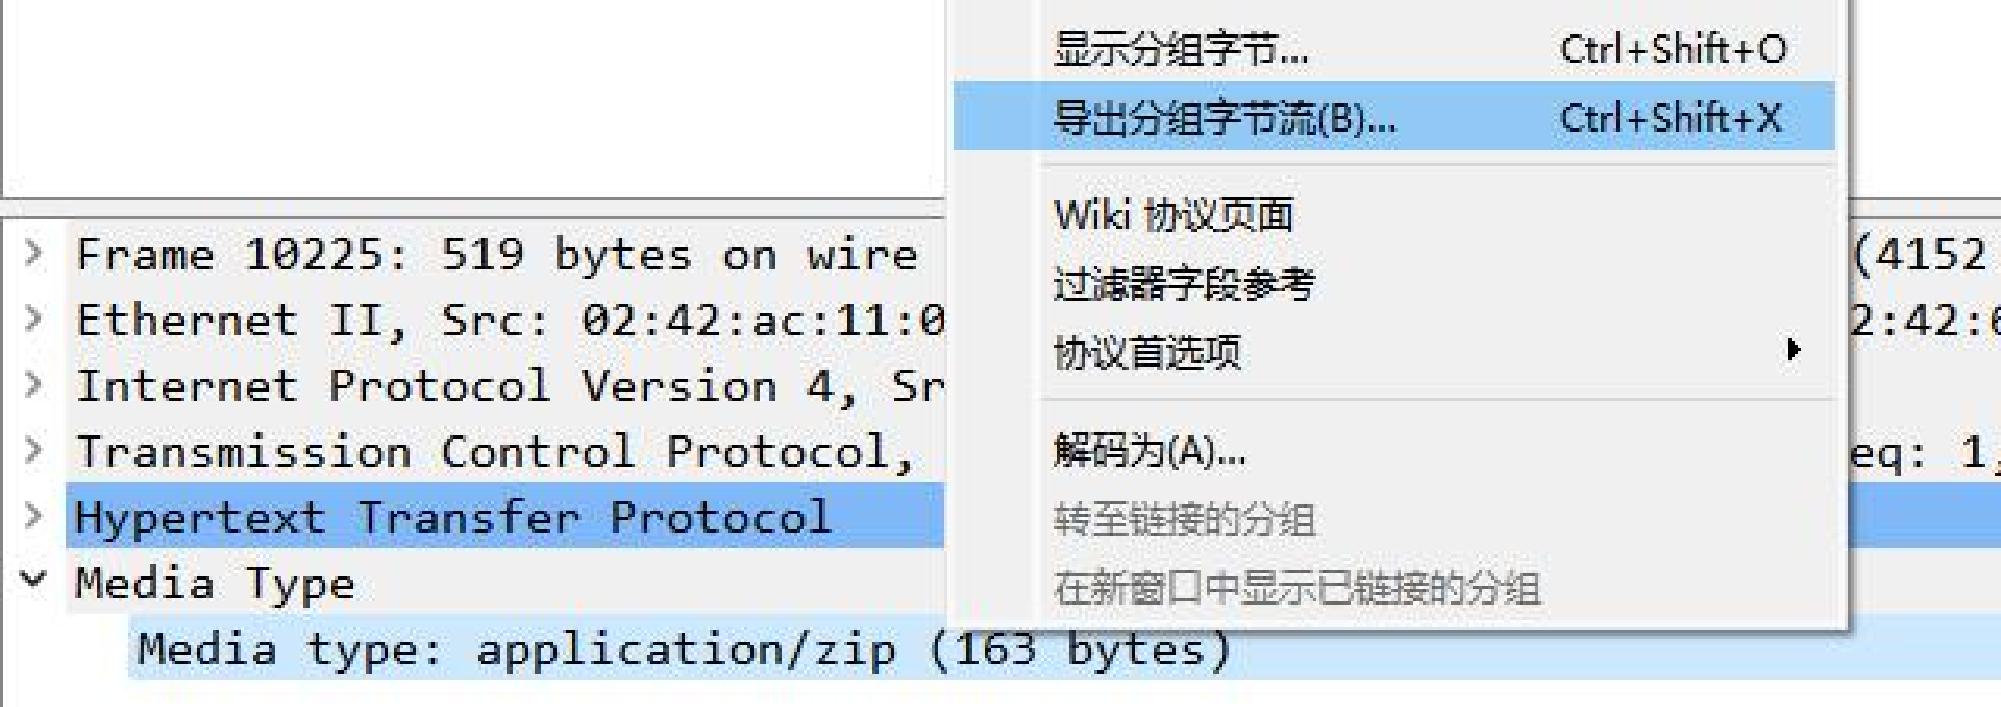 显示分组字节... Ctrl+Shift+O
导出分组字节流(B)... Ctrl+Shift+X
Wiki 协议页面
过滤器字段参考
协议首选项
解码为(A)...
转至链接的分组
在新窗口中显示已链接的分组
Frame 10225: 519 bytes on wire (4152
Ethernet II, Src: 02:42:ac:11:0 2:42:6
Internet Protocol Version 4, Sr
Transmission Control Protocol, eq: 1,
Hypertext Transfer Protocol
Media Type
Media type: application/zip (163 bytes)